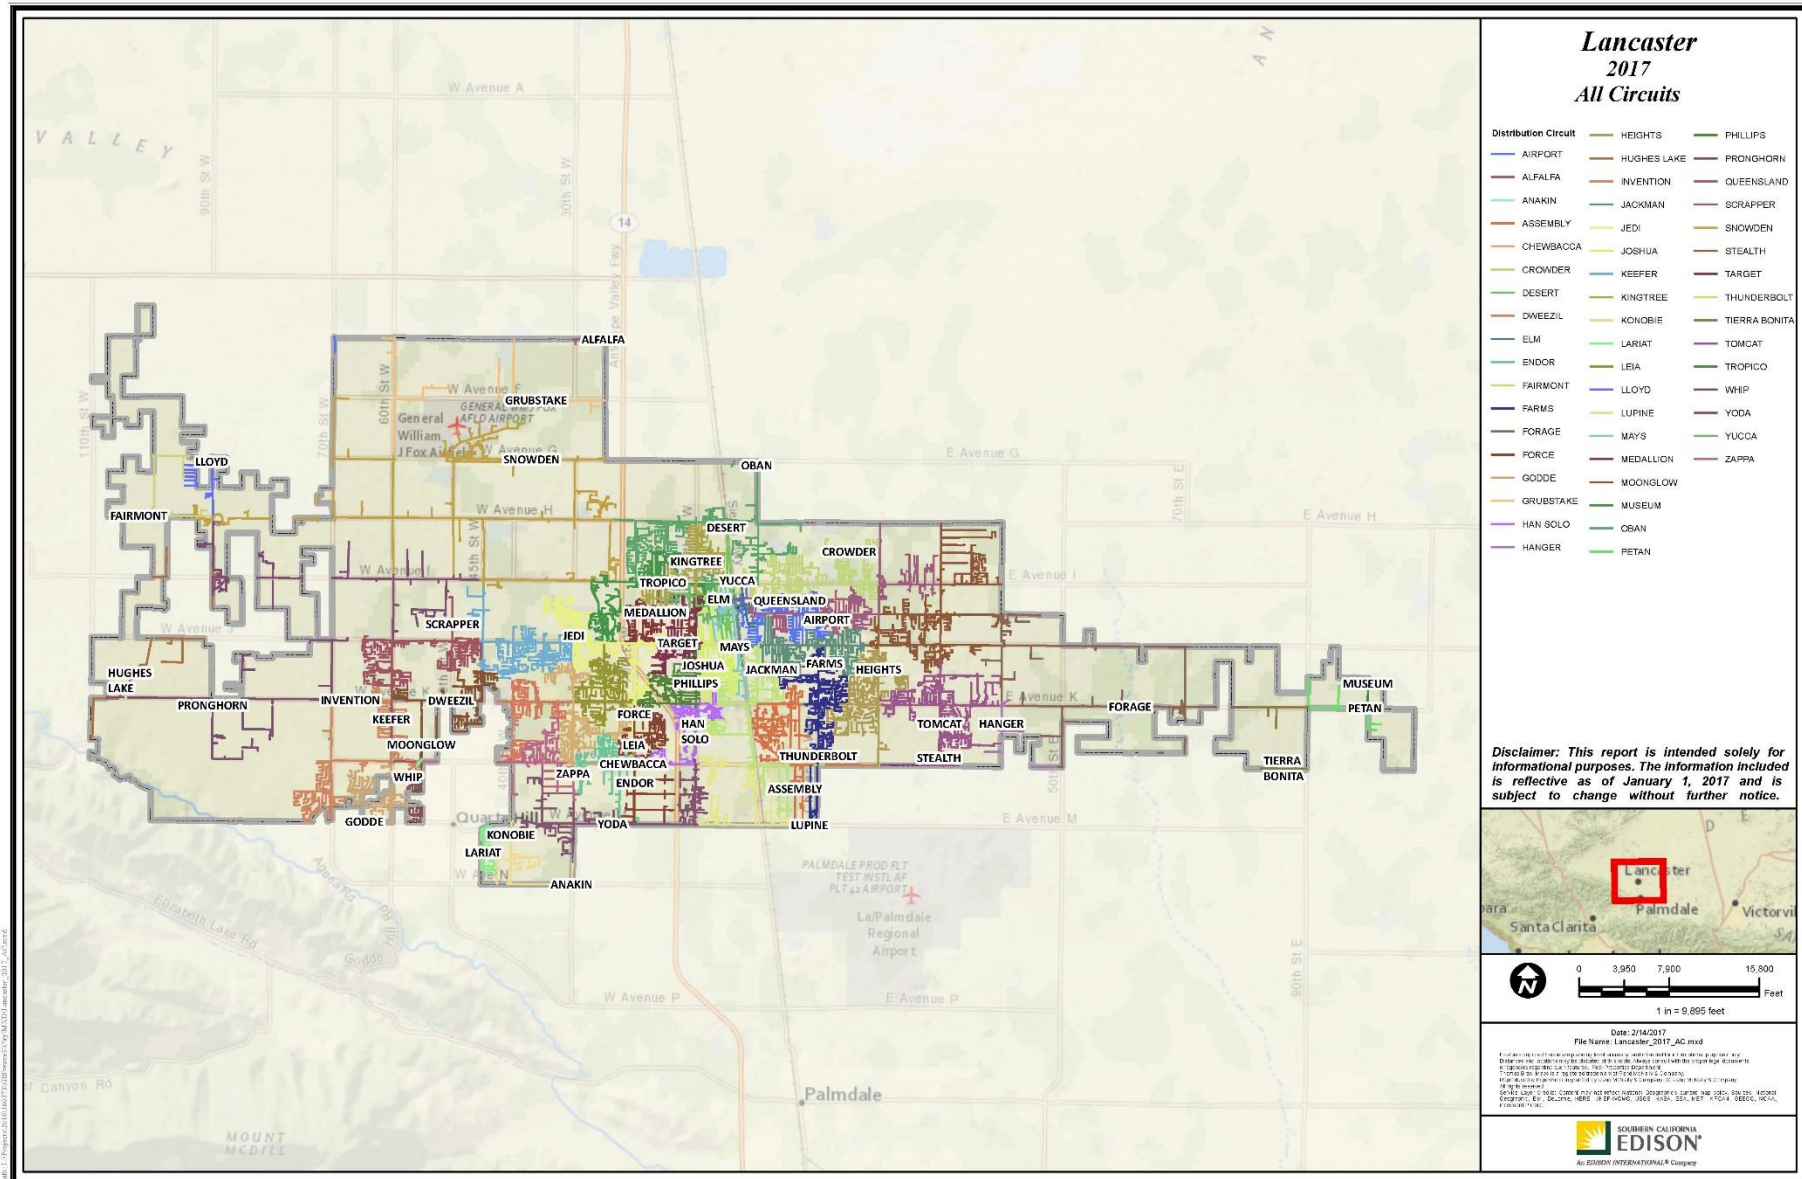 Lancaster
2017
All Circuits
Distribution Circuit
AIRPORT
ALFALFA
ANAKIN
ASSEMBLY
CHEWBACCA
CROWDER
DESERT
DWEEZIL
ELM
ENDOR
FAIRMONT
FARMS
FORAGE
FORCE
GODDE
GRUBSTAKE
HAN SOLO
HANGER
HEIGHTS
HUGHES LAKE
INVENTION
JACKMAN
JEDI
JOSHUA
KEEFER
KINGTREE
KONOBIE
LARIAT
LEIA
LLOYD
LUPINE
MAYS
MEDALLION
MOONGLOW
MUSEUM
OBAN
PETAN
PHILLIPS
PRONGHORN
QUEENSLAND
SCRAPPER
SNOWDEN
STEALTH
TARGET
THUNDERBOLT
TIERRA BONITA
TOMCAT
TROPICO
WHIP
YODA
YUCCA
ZAPPA
Disclaimer: This report is intended solely for
informational purposes. The information included
is reflective as of January 1, 2017 and is
subject to change without further notice.
Lancaster
Palmdale
Santa Clarita
N
0 3,950 7,900 15,800
Feet
1 in = 9,895 feet
Date: 2/14/2017
File Name: Lancaster_2017_AC.mxd
SOUTHERN CALIFORNIA
EDISON®
An EDISON INTERNATIONAL® Company
VALLEY
W Avenue A
90th St W
30th St W
14
ALFALFA
60th St W
W Avenue F
GRUBSTAKE
General
William
J Fox
110th St W
70th St W
W Avenue G
SNOWDEN
LLOYD
OBAN
E Avenue G
FAIRMONT
W Avenue H
DESERT
E Avenue H
70th St E
45th St W
KINGTREE
CROWDER
W Avenue I
TROPICO
YUCCA
E Avenue I
ELM
QUEENSLAND
MEDALLION
AIRPORT
SCRAPPER
W Avenue J
JEDI
TARGET
MAYS
JOSHUA
JACKMAN
FARMS
HEIGHTS
HUGHES
LAKE
PHILLIPS
MUSEUM
PRONGHORN
INVENTION
DWEEZIL
E Avenue K
FORAGE
PETAN
KEEFER
FORCE
HAN
SOLO
TOMCAT
HANGER
MOONGLOW
LEIA
THUNDERBOLT
STEALTH
CHEWBACCA
TIERRA
BONITA
WHIP
ZAPPA
ENDOR
ASSEMBLY
50th St E
GODDE
Quartz Hill
YODA
LUPINE
E Avenue M
KONOBIE
LARIAT
ANAKIN
PALMDALE PROD FLT
TEST INSTL AF
PLT 42 AIRPORT
La/Palmdale
Regional
Airport
Elizabeth Lake Rd
Godde
90th St E
W Avenue P
E Avenue P
Canyon Rd
Palmdale
MOUNT
MCDILL